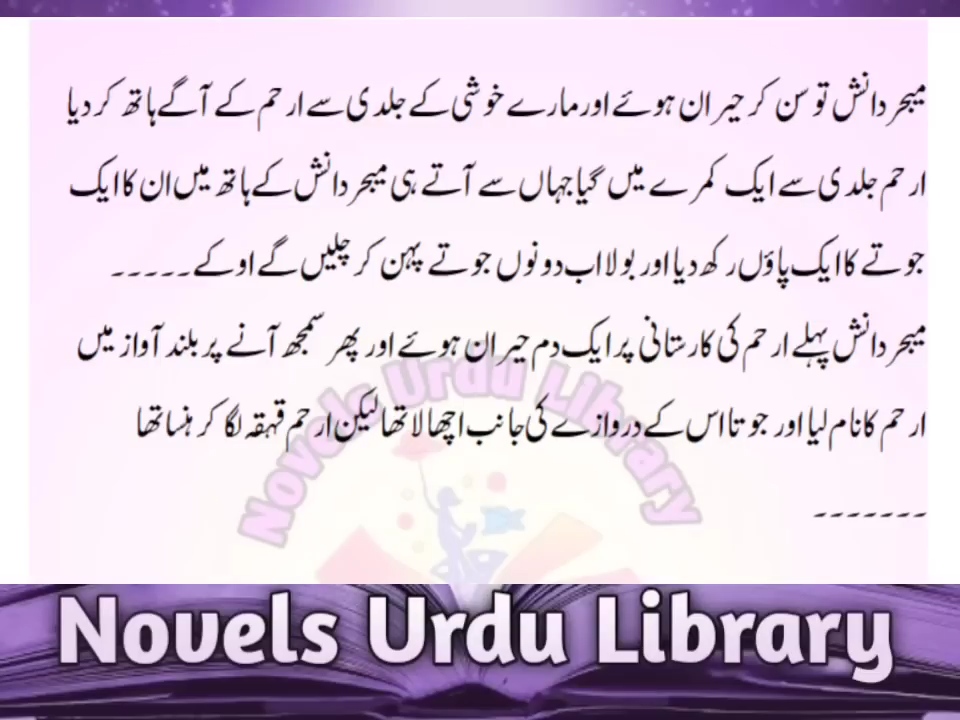 میجر دانش تو سن کر حیران ہوئے اور مارے خوشی کے جلدی سے ارحم کے آگے ہاتھ کر دیا
ارحم جلدی سے ایک کمرے میں گیا جہاں سے آتے ہی میجر دانش کے ہاتھ میں ان کا ایک
جوتے کا ایک پاؤں رکھ دیا اور بولا اب دونوں جوتے پہن کر چلیں گے اوکے -----
میجر دانش پہلے ارحم کی کارستانی پر ایک دم حیران ہوئے اور پھر سمجھ آنے پر بلند آواز میں
ارحم کا نام لیا اور جوتا اس کے دروازے کی جانب اچھالا تھا لیکن ارحم قہقہ لگا کر ہنسا تھا
-------
Novels Urdu Library
Novels Urdu Library